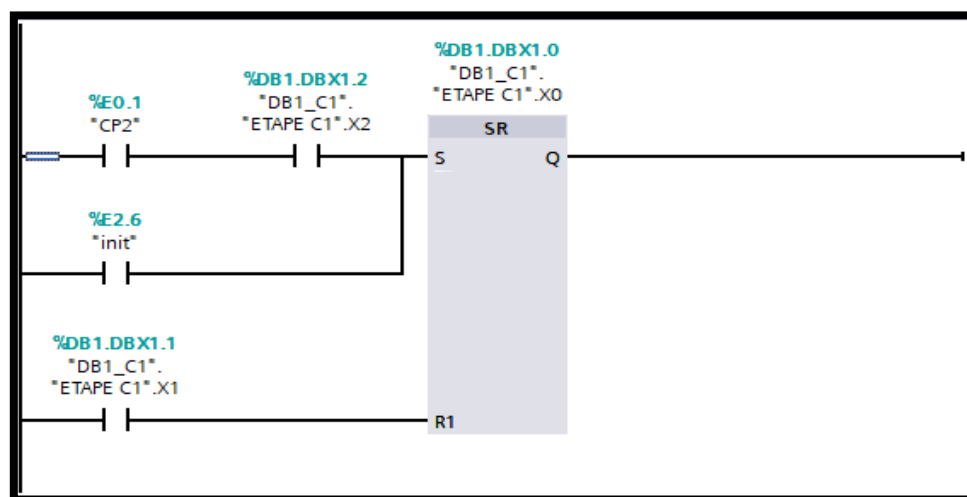 %DB1.DBX1.0
"DB1_C1".
"ETAPE C1".X0
%DB1.DBX1.2
"DB1_C1".
"ETAPE C1".X2
%E0.1
"CP2"
SR
S
Q
%E2.6
"init"
%DB1.DBX1.1
"DB1_C1".
"ETAPE C1".X1
R1